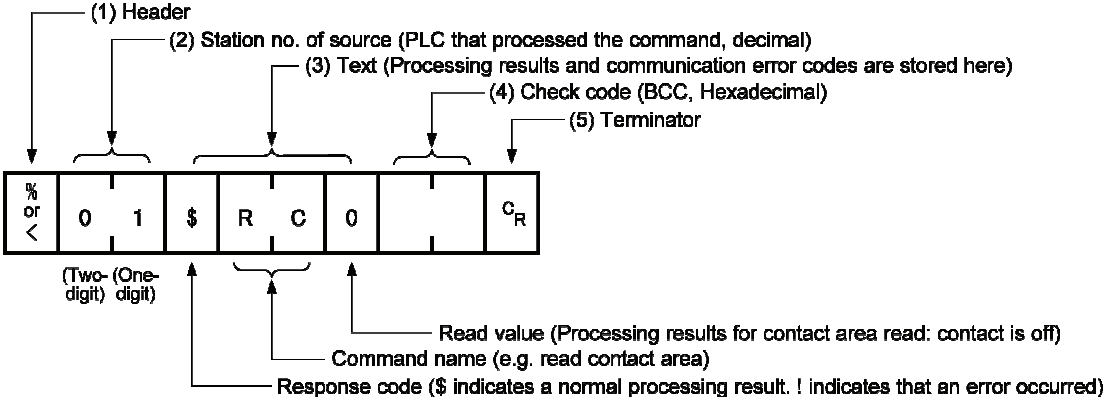 (1) Header
(2) Station no. of source (PLC that processed the command, decimal)
(3) Text (Processing results and communication error codes are stored here)
(4) Check code (BCC, Hexadecimal)
(5) Terminator
%
or
<
0 1 $ R C 0 CR
(Two-digit) (One-digit)
Read value (Processing results for contact area read: contact is off)
Command name (e.g. read contact area)
Response code ($ indicates a normal processing result. ! indicates that an error occurred)